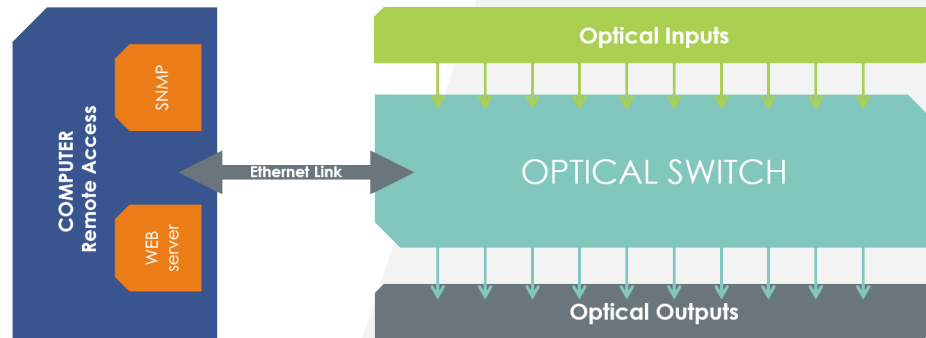 COMPUTER
Remote Access
SNMP
WEB
server
Ethernet Link
Optical Inputs
OPTICAL SWITCH
Optical Outputs